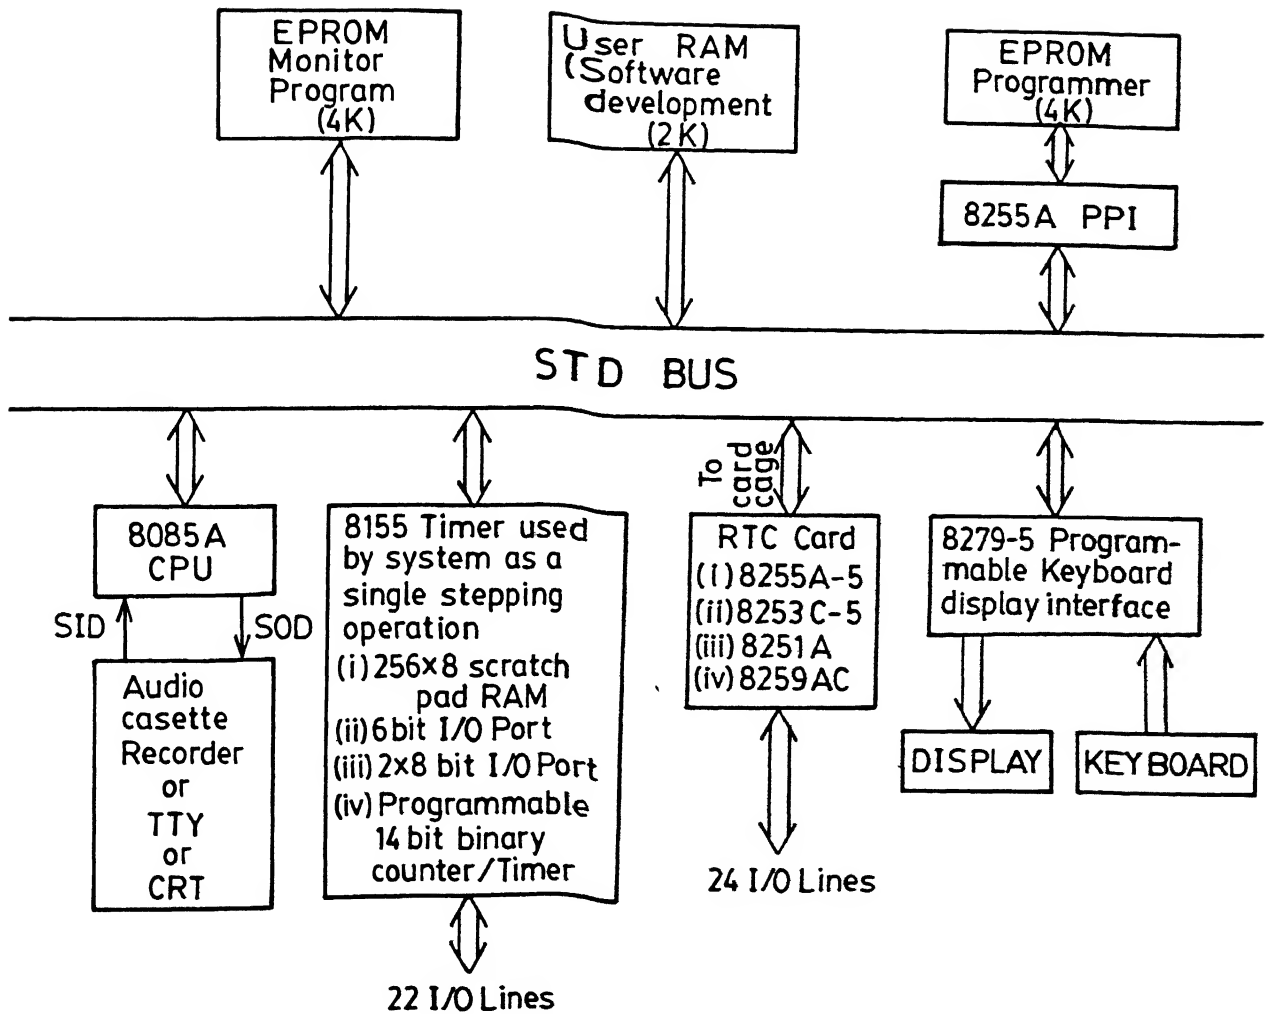 EPROM
Monitor
Program
(4K)
User RAM
(Software
development
(2K)
EPROM
Programmer
(4K)
8255A PPI
STD BUS
8085A
CPU
SID
SOD
Audio
casette
Recorder
or
TTY
or
CRT
8155 Timer used
by system as a
single stepping
operation
(i) 256×8 scratch
pad RAM
(ii) 6 bit I/O Port
(iii) 2×8 bit I/O Port
(iv) Programmable
14 bit binary
counter/Timer
22 I/O Lines
To
card
cage
RTC Card
(i) 8255A-5
(ii) 8253C-5
(iii) 8251A
(iv) 8259AC
24 I/O Lines
8279-5 Program-
mable Keyboard
display interface
DISPLAY
KEYBOARD